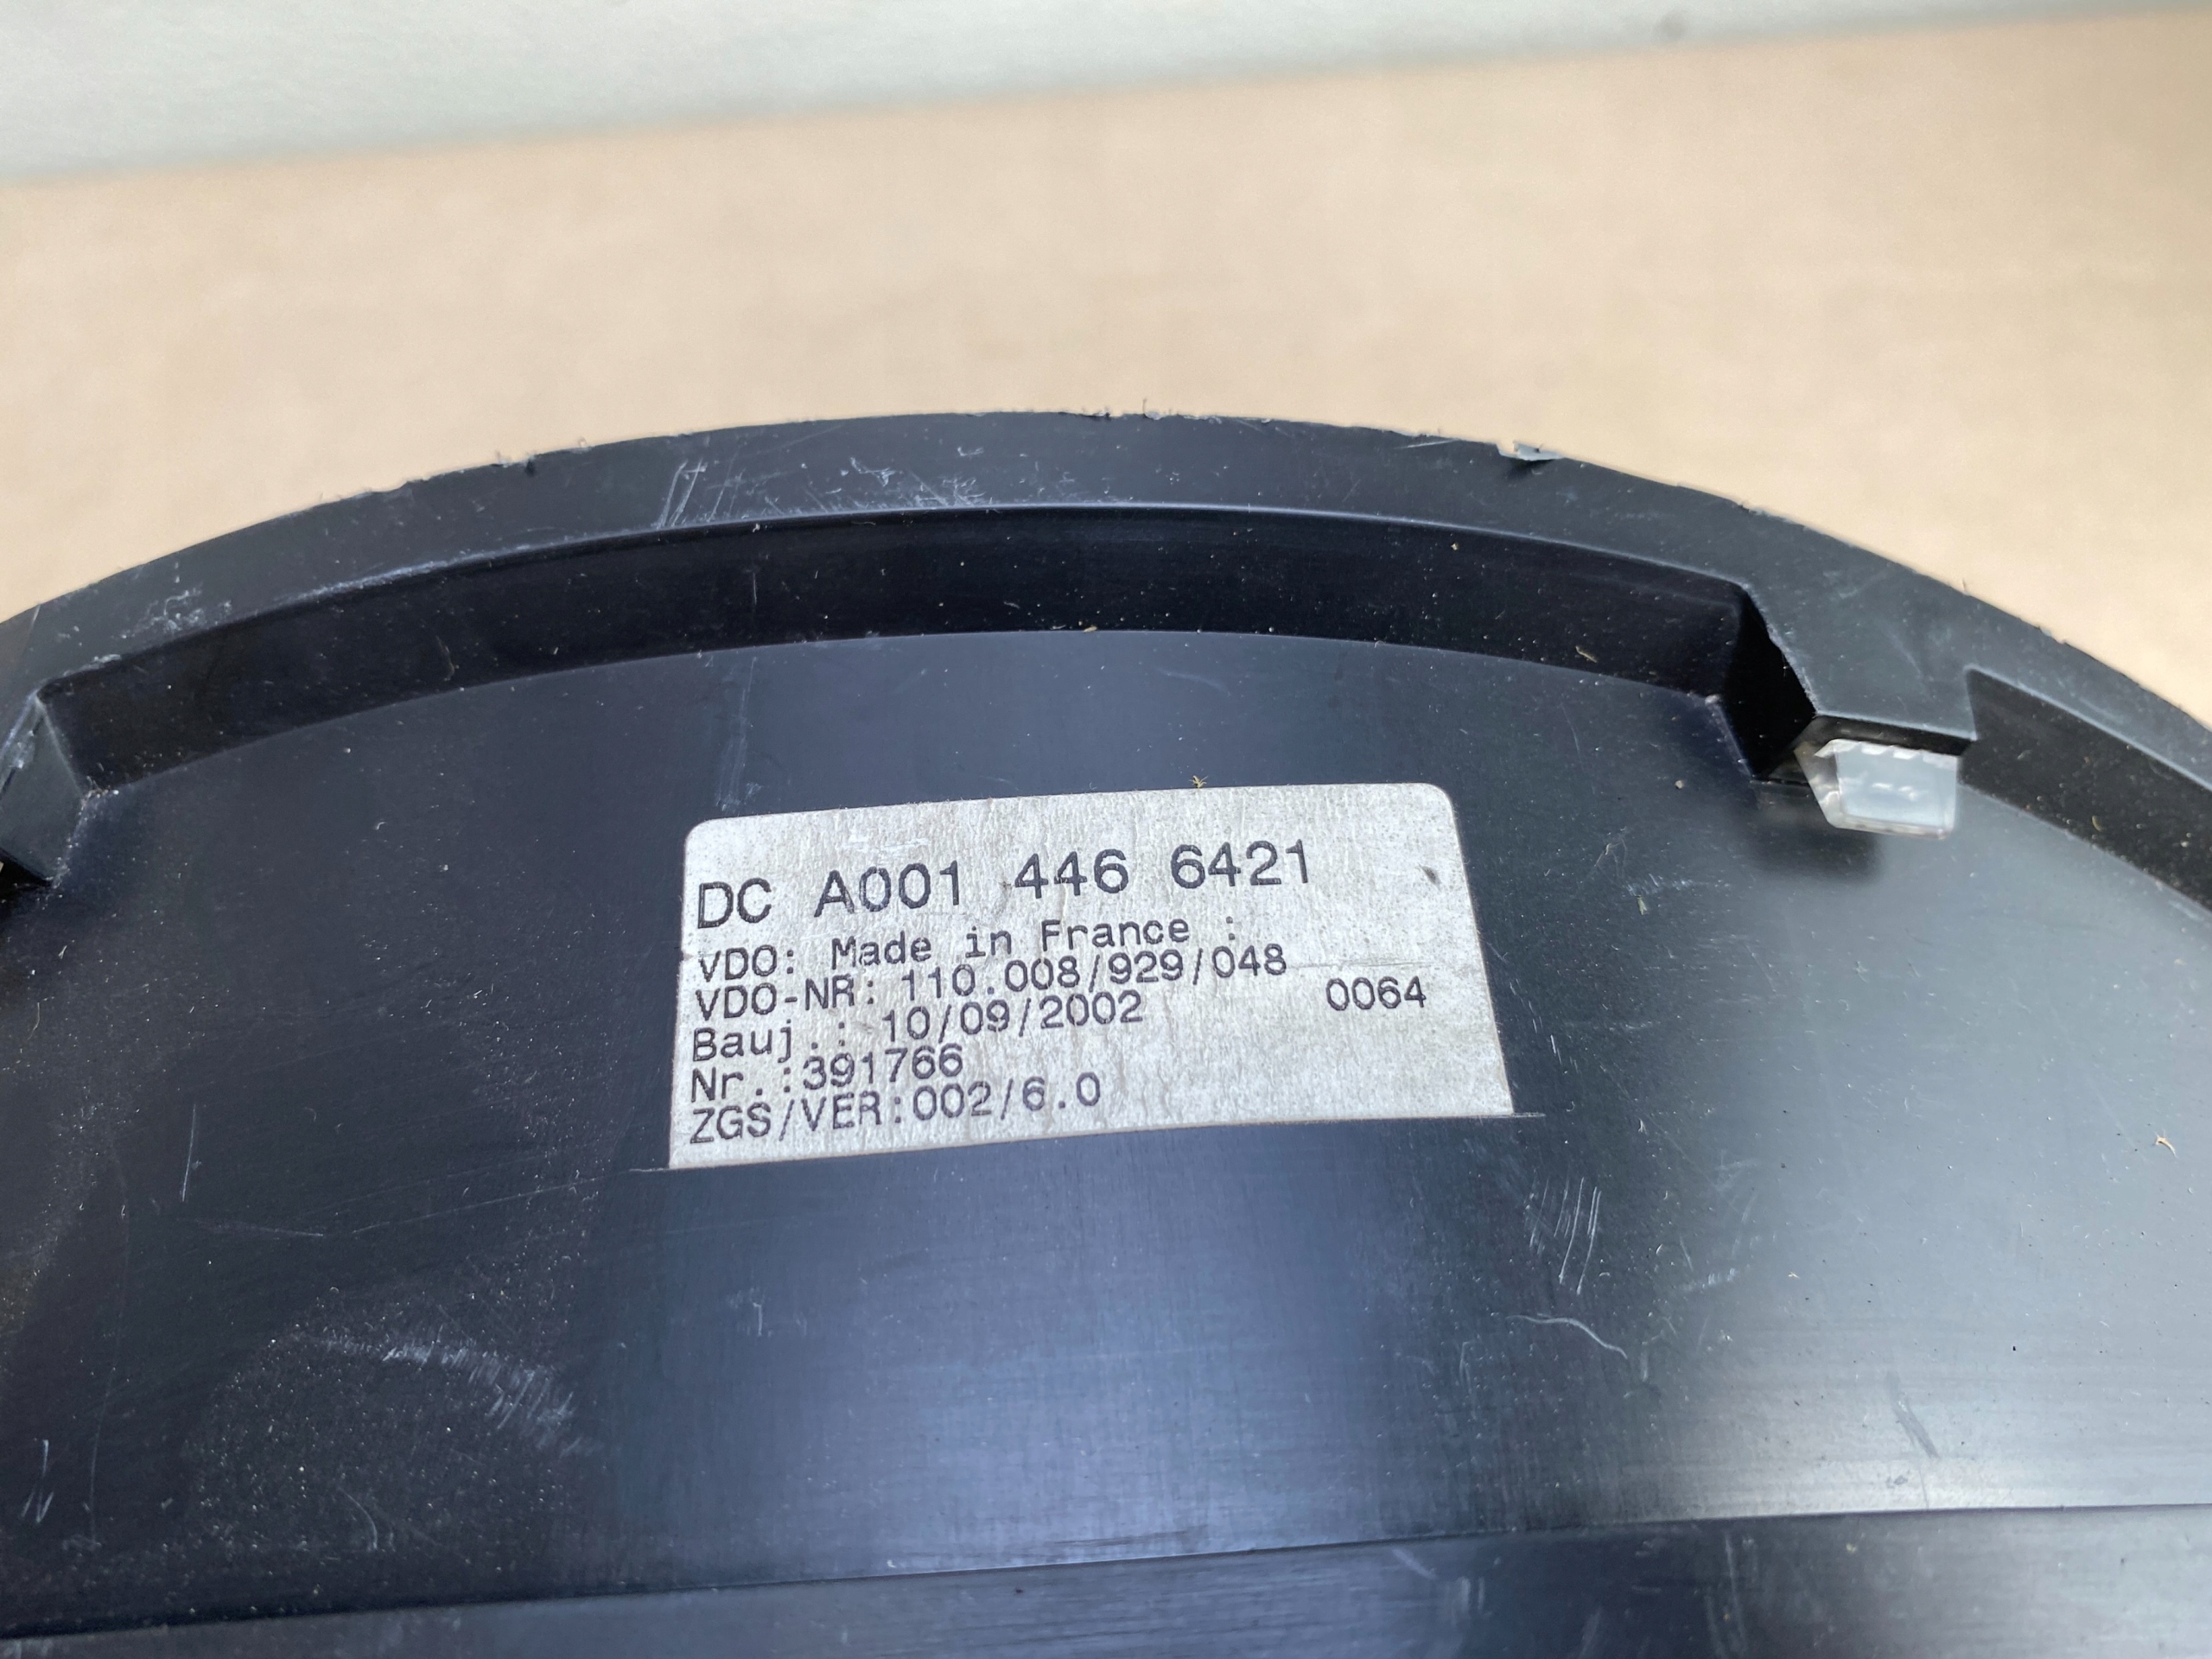 DC A001 446 6421
VDO: Made in France :
VDO-NR: 110.008/929/048
Bauj.: 10/09/2002 0064
Nr.:391766
ZGS/VER:002/6.0